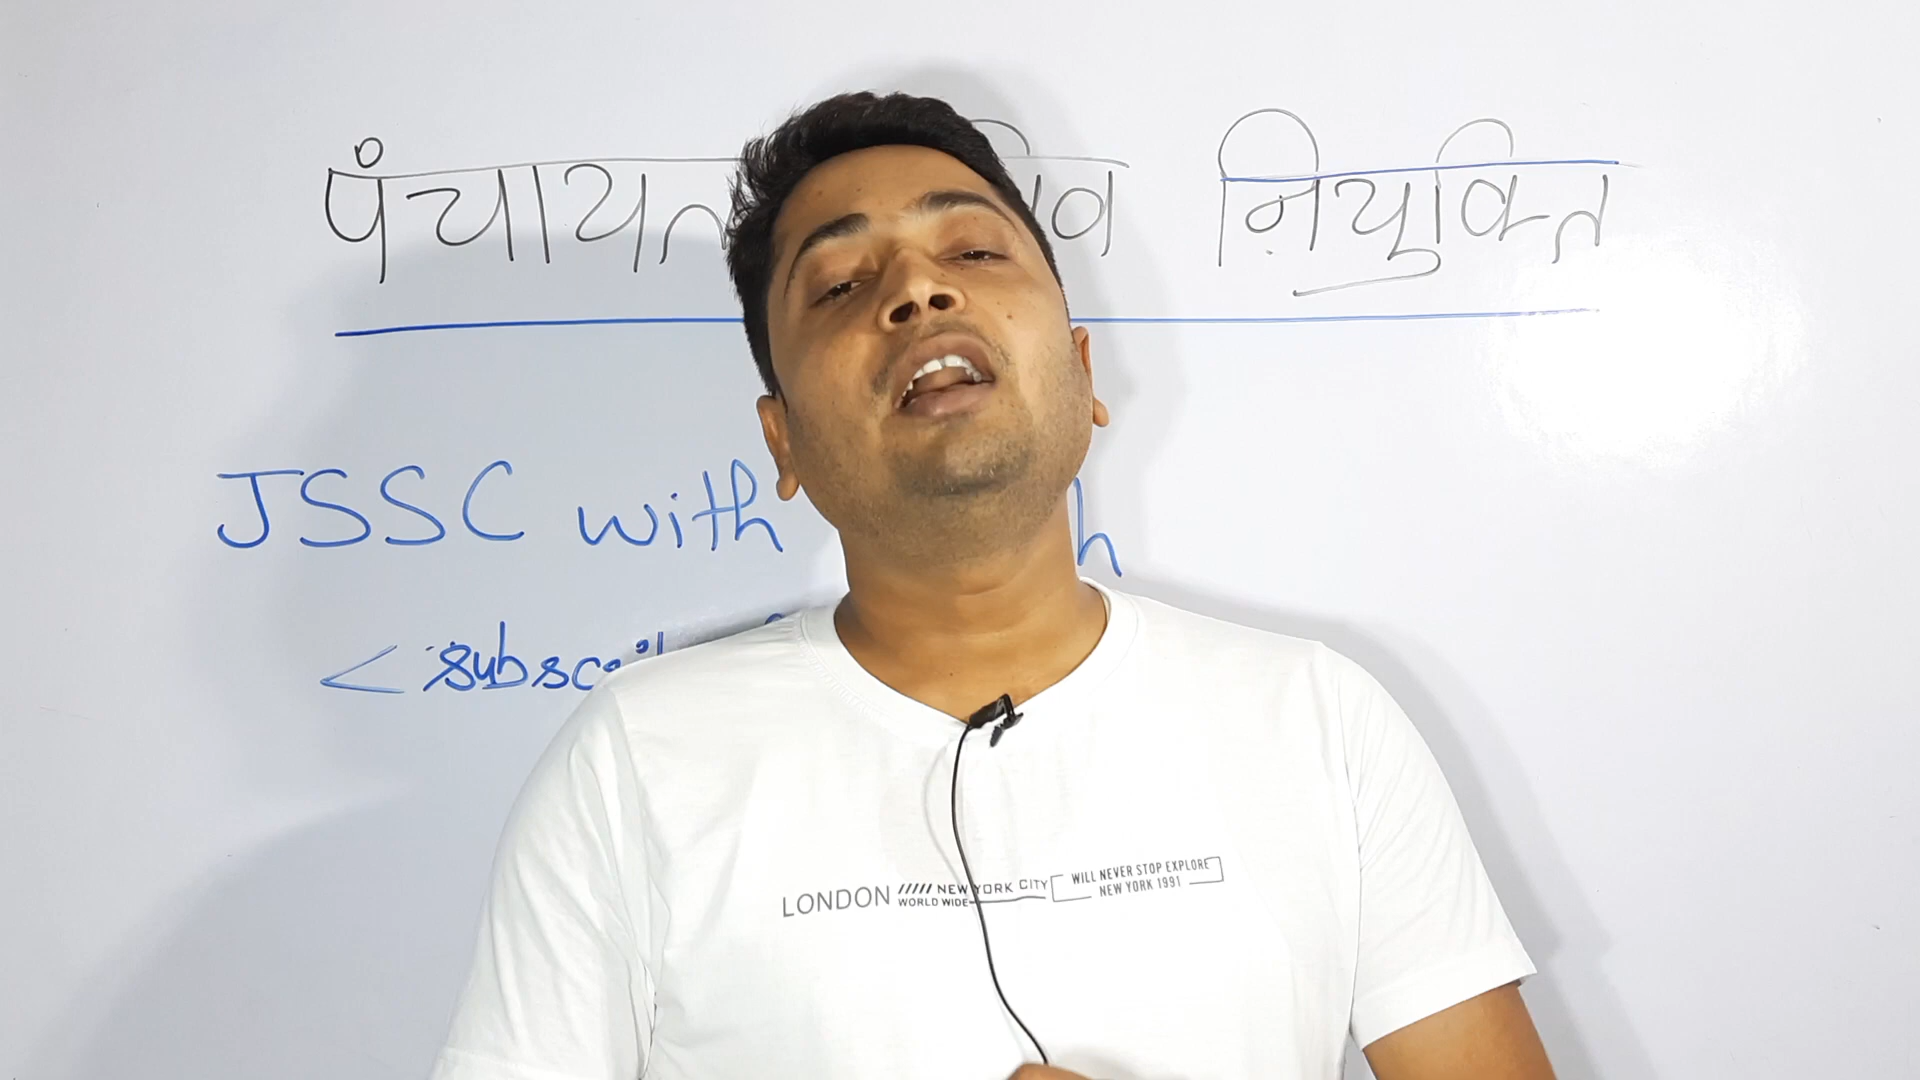 पंचायत नियुक्ति
JSSC with
LONDON ///// NEW YORK CITY WILL NEVER STOP EXPLORE
WORLD WIDE NEW YORK 1991